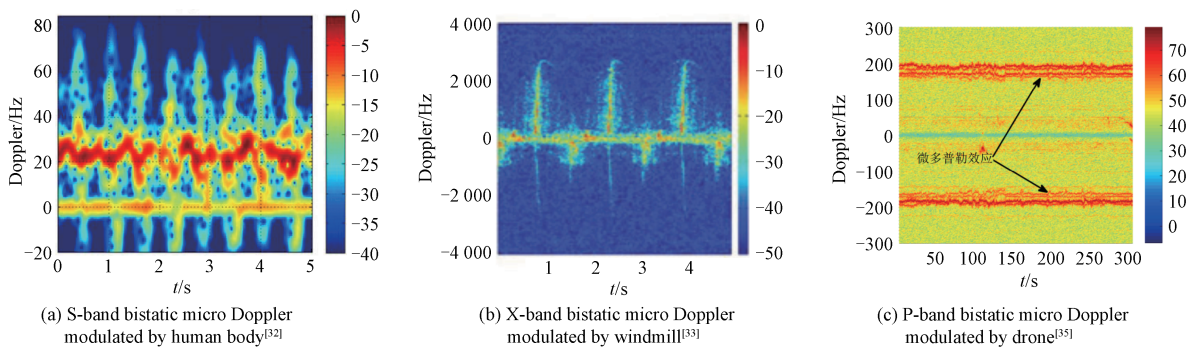 Doppler/Hz
80
60
40
20
0
−20
0 1 2 3 4 5
t/s
0
−5
−10
−15
−20
−25
−30
−35
−40
(a) S-band bistatic micro Doppler
modulated by human body[32]
Doppler/Hz
4 000
2 000
0
−2 000
−4 000
1 2 3 4
t/s
0
−10
−20
−30
−40
−50
(b) X-band bistatic micro Doppler
modulated by windmill[33]
Doppler/Hz
300
200
100
0
−100
−200
−300
微多普勒效应
50 100 150 200 250 300
t/s
70
60
50
40
30
20
10
0
(c) P-band bistatic micro Doppler
modulated by drone[35]